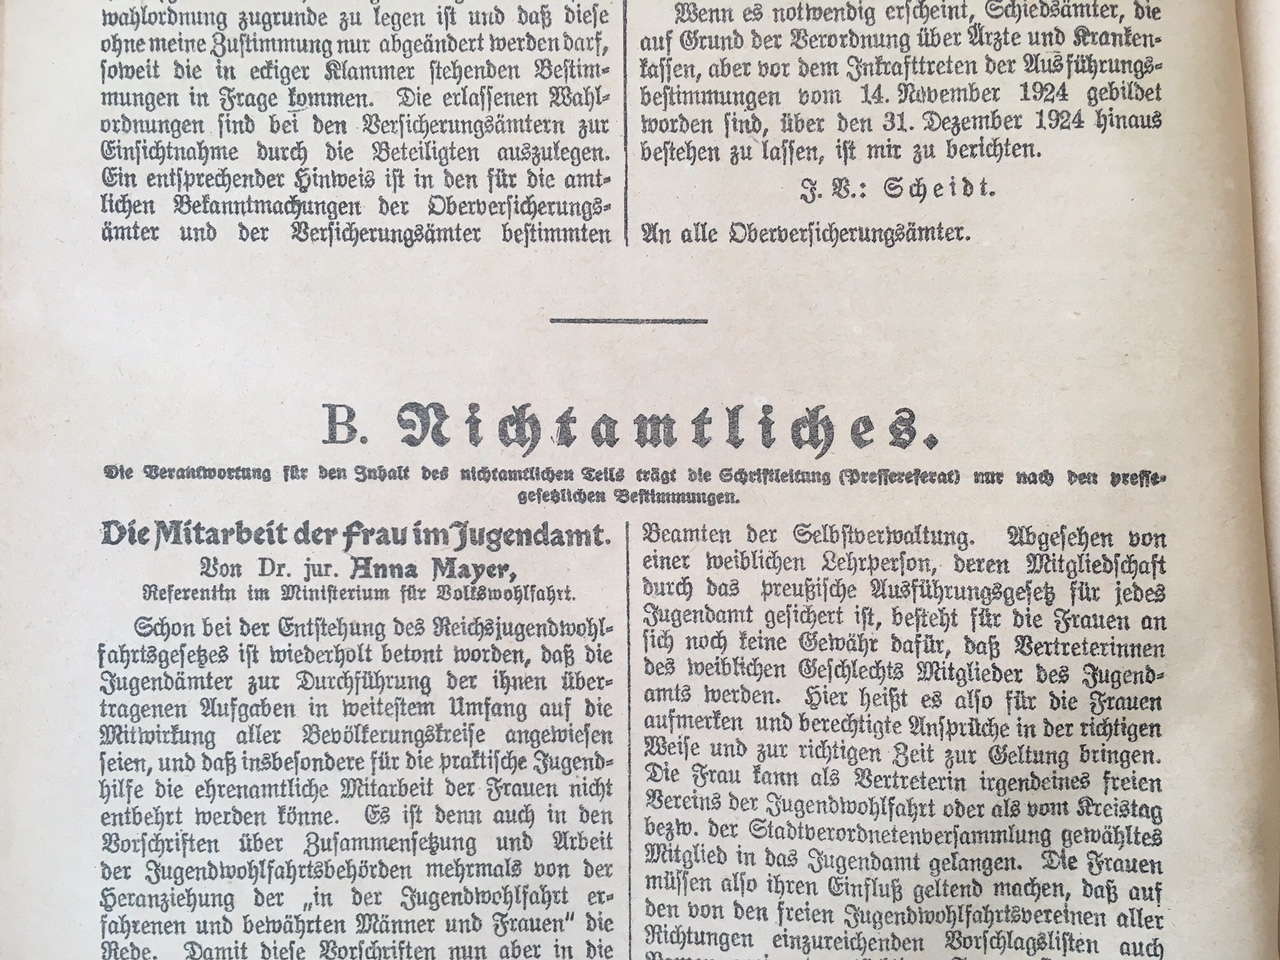 wahlordnung zugrunde zu legen ist und daß diese
ohne meine Zustimmung nur abgeändert werden darf,
soweit die in eckiger Klammer stehenden Bestim-
mungen in Frage kommen. Die erlassenen Wahl-
ordnungen sind bei den Versicherungsämtern zur
Einsichtnahme durch die Beteiligten auszulegen.
Ein entsprechender Hinweis ist in den für die amt-
lichen Bekanntmachungen der Oberversicherungs-
ämter und der Versicherungsämter bestimmten
Wenn es notwendig erscheint, Schiedsämter, die
auf Grund der Verordnung über Ärzte und Kranken-
kassen, aber vor dem Inkrafttreten der Ausführungs-
bestimmungen vom 14. November 1924 gebildet
worden sind, über den 31. Dezember 1924 hinaus
bestehen zu lassen, ist mir zu berichten.
J. V.: Scheidt.
An alle Oberversicherungsämter.
B. Nichtamtliches.
Die Verantwortung für den Inhalt des nichtamtlichen Teils trägt die Schriftleitung (Pressereferat) nur nach den presse-
gesetzlichen Bestimmungen.
Die Mitarbeit der Frau im Jugendamt.
Von Dr. jur. Anna Mayer,
Referentin im Ministerium für Volkswohlfahrt.
Schon bei der Entstehung des Reichsjugendwohl-
fahrtsgesetzes ist wiederholt betont worden, daß die
Jugendämter zur Durchführung der ihnen über-
tragenen Aufgaben in weitestem Umfang auf die
Mitwirkung aller Bevölkerungskreise angewiesen
seien, und daß insbesondere für die praktische Jugend-
hilfe die ehrenamtliche Mitarbeit der Frauen nicht
entbehrt werden könne. Es ist denn auch in den
Vorschriften über Zusammensetzung und Arbeit
der Jugendwohlfahrtsbehörden mehrmals von der
Heranziehung der „in der Jugendwohlfahrt er-
fahrenen und bewährten Männer und Frauen“ die
Rede. Damit diese Vorschriften nun aber in die
Beamten der Selbstverwaltung. Abgesehen von
einer weiblichen Lehrperson, deren Mitgliedschaft
durch das preußische Ausführungsgesetz für jedes
Jugendamt gesichert ist, besteht für die Frauen an
sich noch keine Gewähr dafür, daß Vertreterinnen
des weiblichen Geschlechts Mitglieder des Jugend-
amts werden. Hier heißt es also für die Frauen
aufmerken und berechtigte Ansprüche in der richtigen
Weise und zur richtigen Zeit zur Geltung bringen.
Die Frau kann als Vertreterin irgendeines freien
Vereins der Jugendwohlfahrt oder als vom Kreistag
bezw. der Stadtverordnetenversammlung gewähltes
Mitglied in das Jugendamt gelangen. Die Frauen
müssen also ihren Einfluß geltend machen, daß auf
den von den freien Jugendwohlfahrtsvereinen aller
Richtungen einzureichenden Vorschlagslisten auch